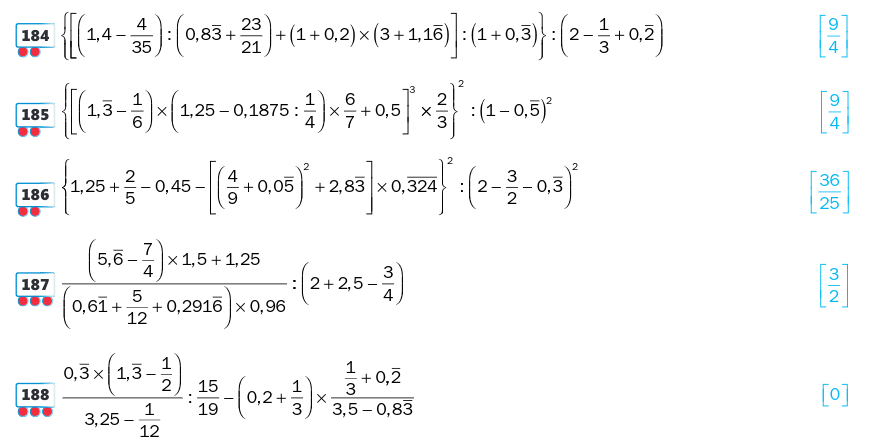 184 {[(1,4 − 4/35) : (0,83̅ + 23/21) + (1 + 0,2) × (3 + 1,16̅)] : (1 + 0,3̅)} : (2 − 1/3 + 0,2̅) [9/4]
185 {[(1,3̅ − 1/6) × (1,25 − 0,1875 : 1/4) × 6/7 + 0,5]³ × 2/3}² : (1 − 0,5̅)² [9/4]
186 {1,25 + 2/5 − 0,45 − [(4/9 + 0,05̅)² + 2,83̅] × 0,3̅2̅4̅}² : (2 − 3/2 − 0,3̅)² [36/25]
187 ((5,6̅ − 7/4) × 1,5 + 1,25)/((0,61̅ + 5/12 + 0,2916̅) × 0,96) : (2 + 2,5 − 3/4) [3/2]
188 (0,3̅ × (1,3̅ − 1/2))/(3,25 − 1/12) : 15/19 − (0,2 + 1/3) × (1/3 + 0,2̅)/(3,5 − 0,83̅) [0]